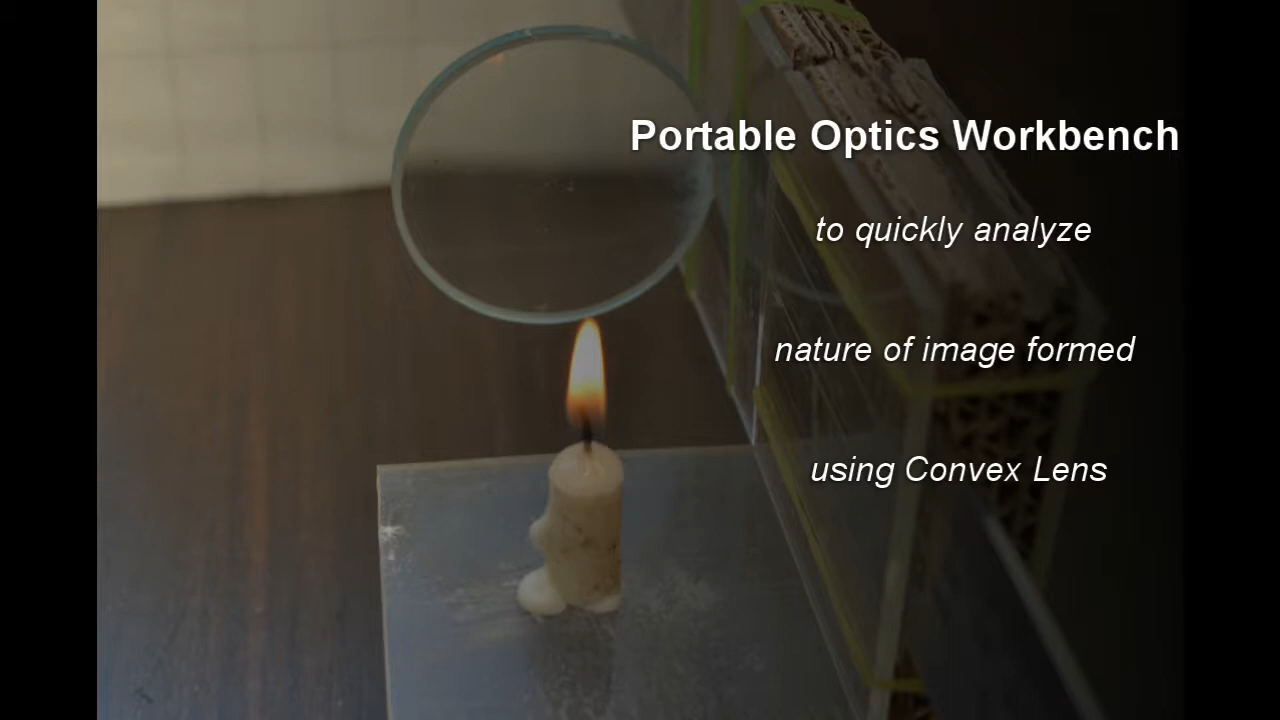 Portable Optics Workbench
to quickly analyze
nature of image formed
using Convex Lens